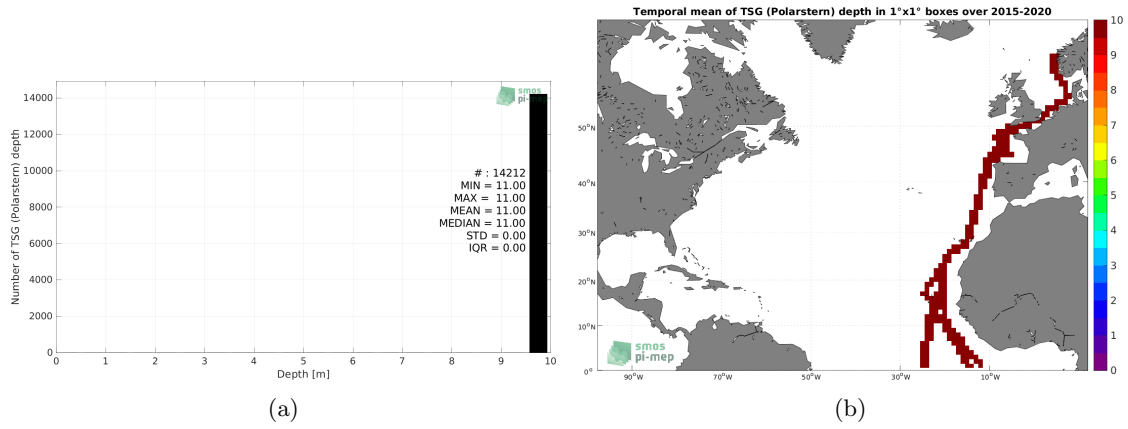 Temporal mean of TSG (Polarstern) depth in 1°x1° boxes over 2015-2020
Number of TSG (Polarstern) depth
14000
12000
10000
8000
6000
4000
2000
0
smos
pi-mep
# : 14212
MIN = 11.00
MAX = 11.00
MEAN = 11.00
MEDIAN = 11.00
STD = 0.00
IQR = 0.00
0 1 2 3 4 5 6 7 8 9 10
Depth [m]
(a)
50°N
40°N
30°N
20°N
10°N
0°
smos
pi-mep
90°W 70°W 50°W 30°W 10°W
10
9
8
7
6
5
4
3
2
1
0
(b)